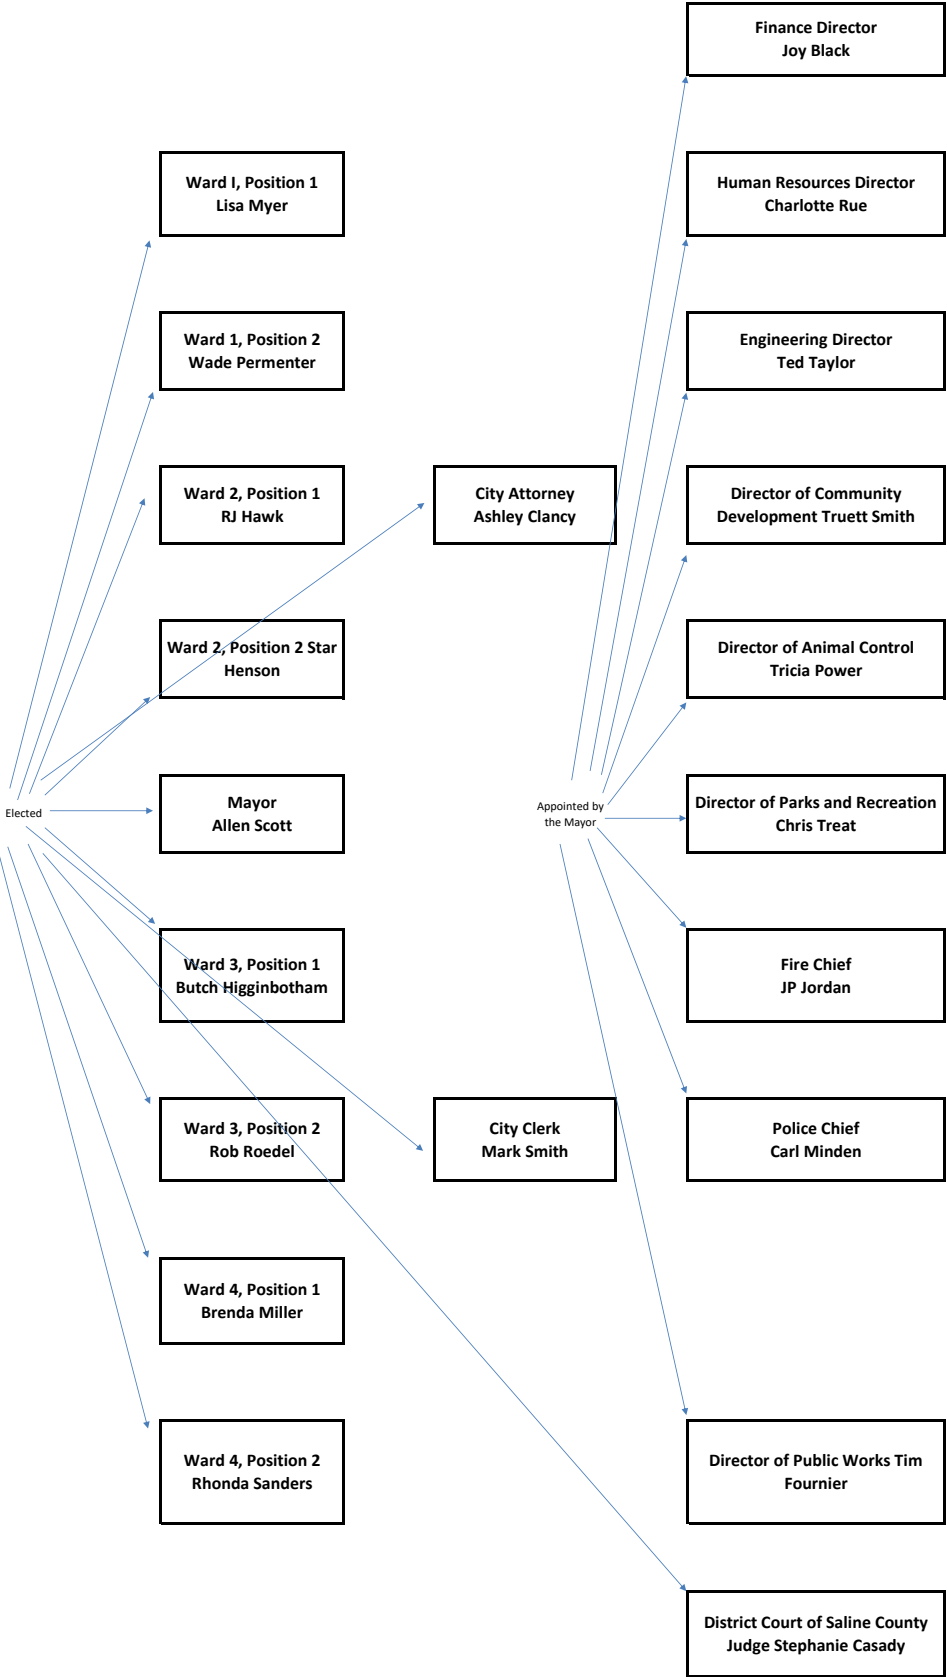 Finance Director
Joy Black
Ward I, Position 1
Lisa Myer
Human Resources Director
Charlotte Rue
Ward 1, Position 2
Wade Permenter
Engineering Director
Ted Taylor
Ward 2, Position 1
RJ Hawk
City Attorney
Ashley Clancy
Director of Community
Development Truett Smith
Ward 2, Position 2 Star
Henson
Director of Animal Control
Tricia Power
Elected
Mayor
Allen Scott
Appointed by
the Mayor
Director of Parks and Recreation
Chris Treat
Ward 3, Position 1
Butch Higginbotham
Fire Chief
JP Jordan
Ward 3, Position 2
Rob Roedel
City Clerk
Mark Smith
Police Chief
Carl Minden
Ward 4, Position 1
Brenda Miller
Ward 4, Position 2
Rhonda Sanders
Director of Public Works Tim
Fournier
District Court of Saline County
Judge Stephanie Casady